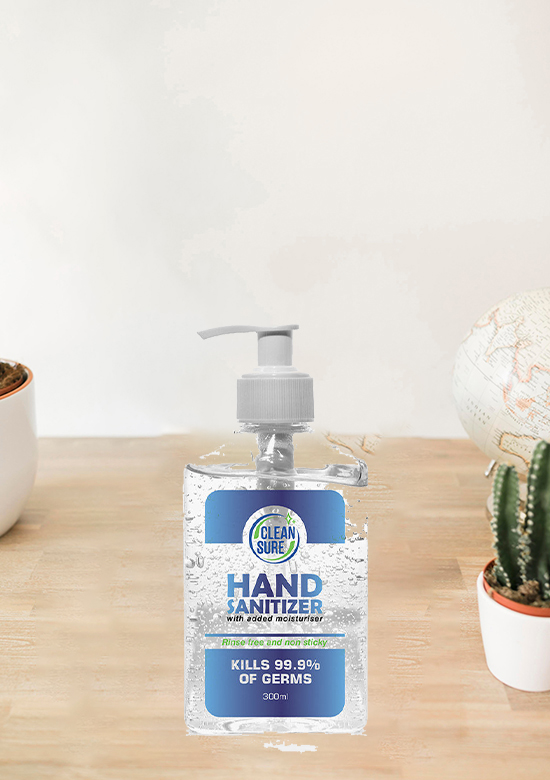 CLEAN
SURE
HAND
SANITIZER
with added moisturiser
Rinse free and non sticky
KILLS 99.9%
OF GERMS
300ml